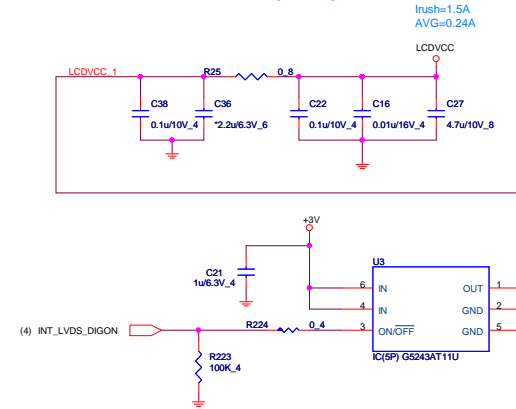 Irush=1.5A
AVG=0.24A
LCDVCC
LCDVCC_1
R25
0_8
C38
0.1u/10V_4
C36
*2.2u/6.3V_6
C22
0.1u/10V_4
C16
0.01u/16V_4
C27
4.7u/10V_8
+3V
C21
1u/6.3V_4
U3
6
IN
OUT
1
4
IN
GND
2
3
ON/OFF
GND
5
IC(5P) G5243AT11U
(4) INT_LVDS_DIGON
R224
0_4
R223
100K_4